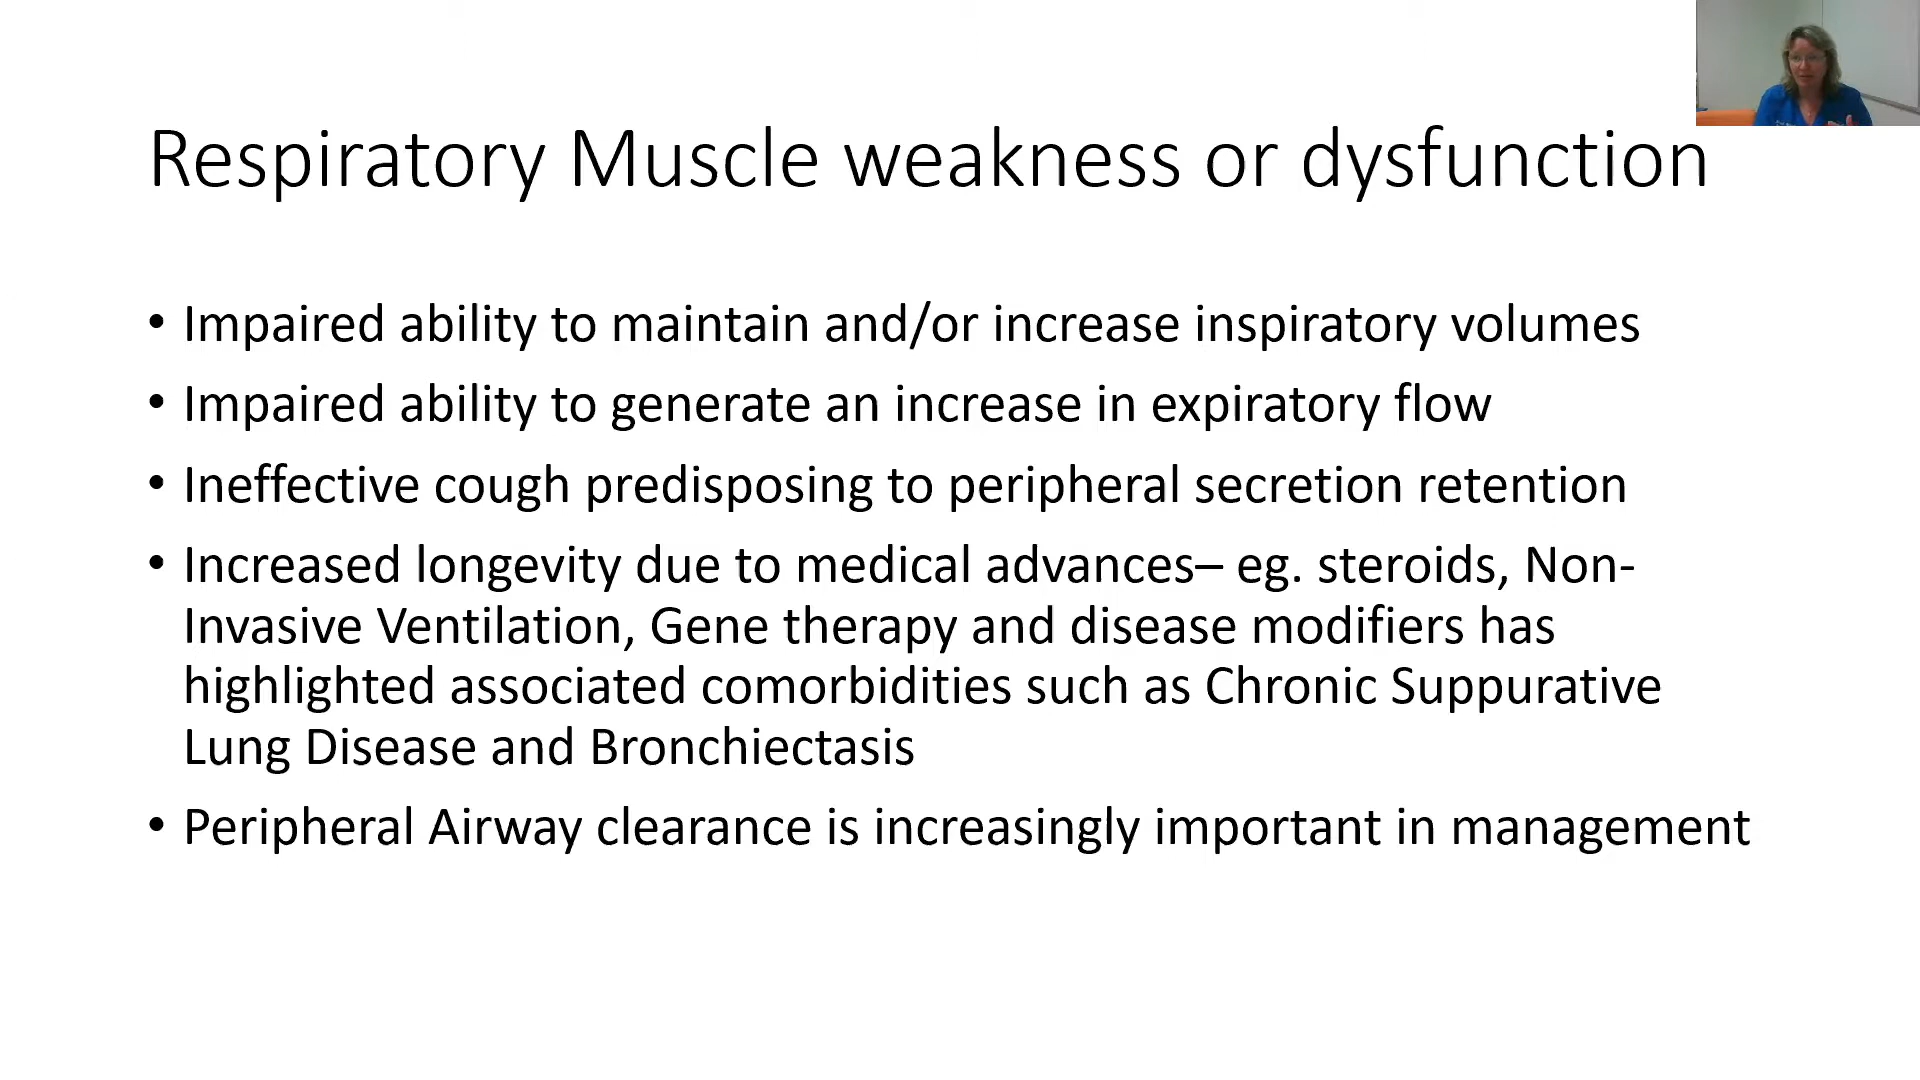 Respiratory Muscle weakness or dysfunction
• Impaired ability to maintain and/or increase inspiratory volumes
• Impaired ability to generate an increase in expiratory flow
• Ineffective cough predisposing to peripheral secretion retention
• Increased longevity due to medical advances– eg. steroids, Non-
Invasive Ventilation, Gene therapy and disease modifiers has
highlighted associated comorbidities such as Chronic Suppurative
Lung Disease and Bronchiectasis
• Peripheral Airway clearance is increasingly important in management